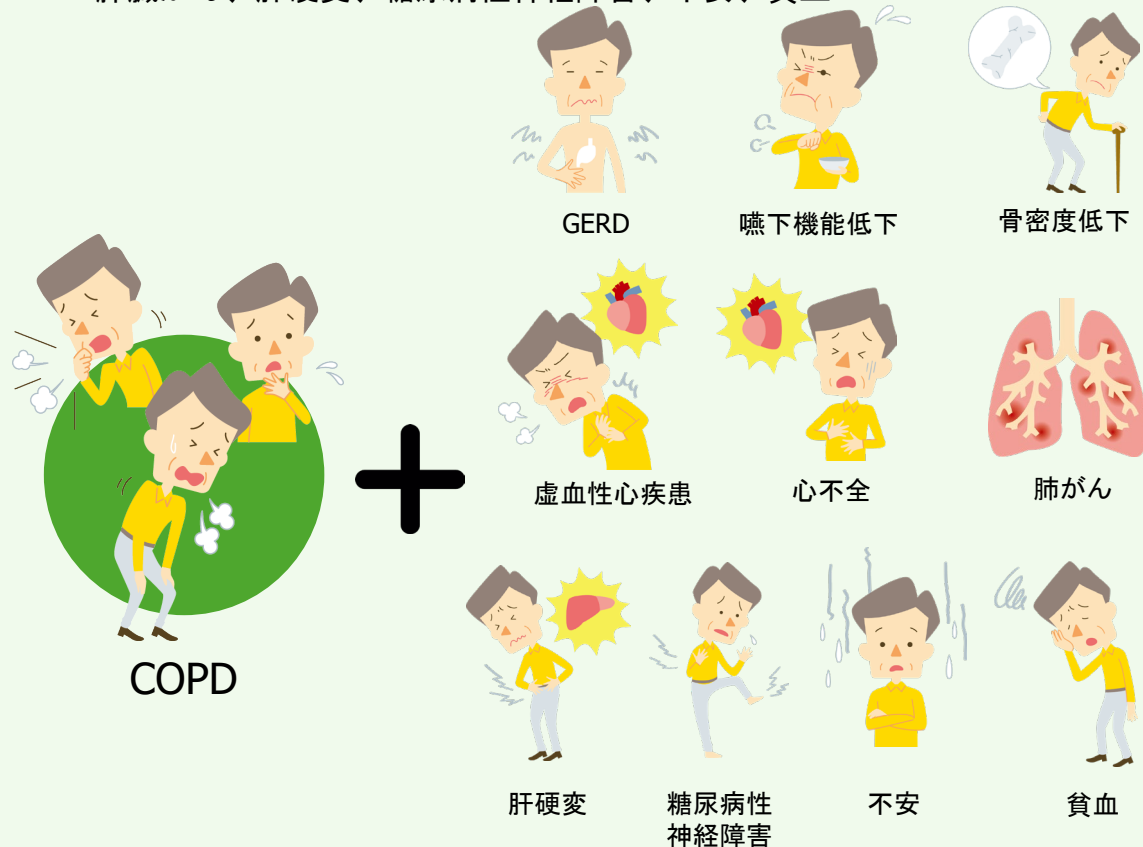 GERD
嚥下機能低下
骨密度低下
虚血性心疾患
心不全
肺がん
COPD
肝硬変
糖尿病性
神経障害
不安
貧血